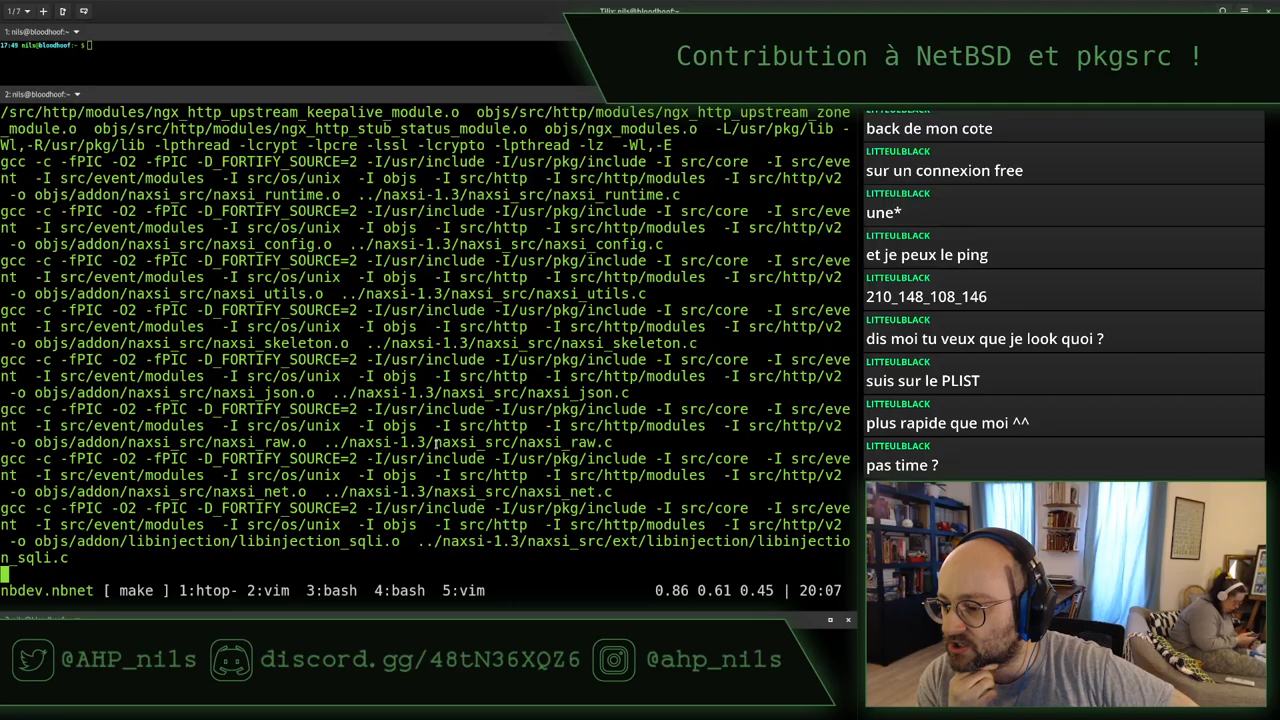 1/7
Tilix: nils@bloodhoof:~
1: nils@bloodhoof:~
17:49 nils@bloodhoof:~ $
Contribution à NetBSD et pkgsrc !
2: nils@bloodhoof:~
/src/http/modules/ngx_http_upstream_keepalive_module.o  objs/src/http/modules/ngx_http_upstream_zone
_module.o  objs/src/http/modules/ngx_http_stub_status_module.o  objs/ngx_modules.o -L/usr/pkg/lib -
Wl,-R/usr/pkg/lib -lpthread -lcrypt -lpcre -lssl -lcrypto -lpthread -lz  -Wl,-E
gcc -c -fPIC -O2 -fPIC -D_FORTIFY_SOURCE=2 -I/usr/include -I/usr/pkg/include -I src/core  -I src/eve
nt  -I src/event/modules  -I src/os/unix  -I objs  -I src/http  -I src/http/modules  -I src/http/v2
 -o objs/addon/naxsi_src/naxsi_runtime.o  ../naxsi-1.3/naxsi_src/naxsi_runtime.c
gcc -c -fPIC -O2 -fPIC -D_FORTIFY_SOURCE=2 -I/usr/include -I/usr/pkg/include -I src/core  -I src/eve
nt  -I src/event/modules  -I src/os/unix  -I objs  -I src/http  -I src/http/modules  -I src/http/v2
 -o objs/addon/naxsi_src/naxsi_config.o  ../naxsi-1.3/naxsi_src/naxsi_config.c
gcc -c -fPIC -O2 -fPIC -D_FORTIFY_SOURCE=2 -I/usr/include -I/usr/pkg/include -I src/core  -I src/eve
nt  -I src/event/modules  -I src/os/unix  -I objs  -I src/http  -I src/http/modules  -I src/http/v2
 -o objs/addon/naxsi_src/naxsi_utils.o  ../naxsi-1.3/naxsi_src/naxsi_utils.c
gcc -c -fPIC -O2 -fPIC -D_FORTIFY_SOURCE=2 -I/usr/include -I/usr/pkg/include -I src/core  -I src/eve
nt  -I src/event/modules  -I src/os/unix  -I objs  -I src/http  -I src/http/modules  -I src/http/v2
 -o objs/addon/naxsi_src/naxsi_skeleton.o  ../naxsi-1.3/naxsi_src/naxsi_skeleton.c
gcc -c -fPIC -O2 -fPIC -D_FORTIFY_SOURCE=2 -I/usr/include -I/usr/pkg/include -I src/core  -I src/eve
nt  -I src/event/modules  -I src/os/unix  -I objs  -I src/http  -I src/http/modules  -I src/http/v2
 -o objs/addon/naxsi_src/naxsi_json.o  ../naxsi-1.3/naxsi_src/naxsi_json.c
gcc -c -fPIC -O2 -fPIC -D_FORTIFY_SOURCE=2 -I/usr/include -I/usr/pkg/include -I src/core  -I src/eve
nt  -I src/event/modules  -I src/os/unix  -I objs  -I src/http  -I src/http/modules  -I src/http/v2
 -o objs/addon/naxsi_src/naxsi_raw.o  ../naxsi-1.3/naxsi_src/naxsi_raw.c
gcc -c -fPIC -O2 -fPIC -D_FORTIFY_SOURCE=2 -I/usr/include -I/usr/pkg/include -I src/core  -I src/eve
nt  -I src/event/modules  -I src/os/unix  -I objs  -I src/http  -I src/http/modules  -I src/http/v2
 -o objs/addon/naxsi_src/naxsi_net.o  ../naxsi-1.3/naxsi_src/naxsi_net.c
gcc -c -fPIC -O2 -fPIC -D_FORTIFY_SOURCE=2 -I/usr/include -I/usr/pkg/include -I src/core  -I src/eve
nt  -I src/event/modules  -I src/os/unix  -I objs  -I src/http  -I src/http/modules  -I src/http/v2
 -o objs/addon/libinjection/libinjection_sqli.o  ../naxsi-1.3/naxsi_src/ext/libinjection/libinjectio
n_sqli.c
nbdev.nbnet [ make ] 1:htop- 2:vim  3:bash  4:bash  5:vim  0.86 0.61 0.45 | 20:07
back de mon cote
LITTEULBLACK
sur un connexion free
LITTEULBLACK
une*
LITTEULBLACK
et je peux le ping
LITTEULBLACK
210_148_108_146
LITTEULBLACK
dis moi tu veux que je look quoi ?
LITTEULBLACK
suis sur le PLIST
LITTEULBLACK
plus rapide que moi ^^
LITTEULBLACK
pas time ?
@AHP_nils
discord.gg/48tN36XQZ6
@ahp_nils